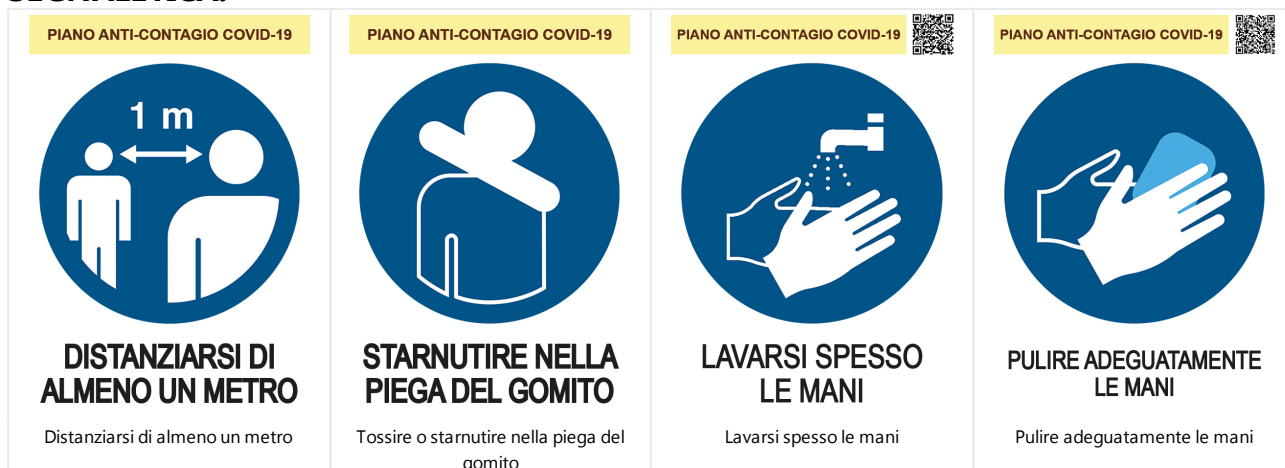 SEGNALETICA:
PIANO ANTI-CONTAGIO COVID-19
1 m
DISTANZIARSI DI
ALMENO UN METRO
Distanziarsi di almeno un metro
PIANO ANTI-CONTAGIO COVID-19
STARNUTIRE NELLA
PIEGA DEL GOMITO
Tossire o starnutire nella piega del
gomito
PIANO ANTI-CONTAGIO COVID-19
LAVARSI SPESSO
LE MANI
Lavarsi spesso le mani
PIANO ANTI-CONTAGIO COVID-19
PULIRE ADEGUATAMENTE
LE MANI
Pulire adeguatamente le mani